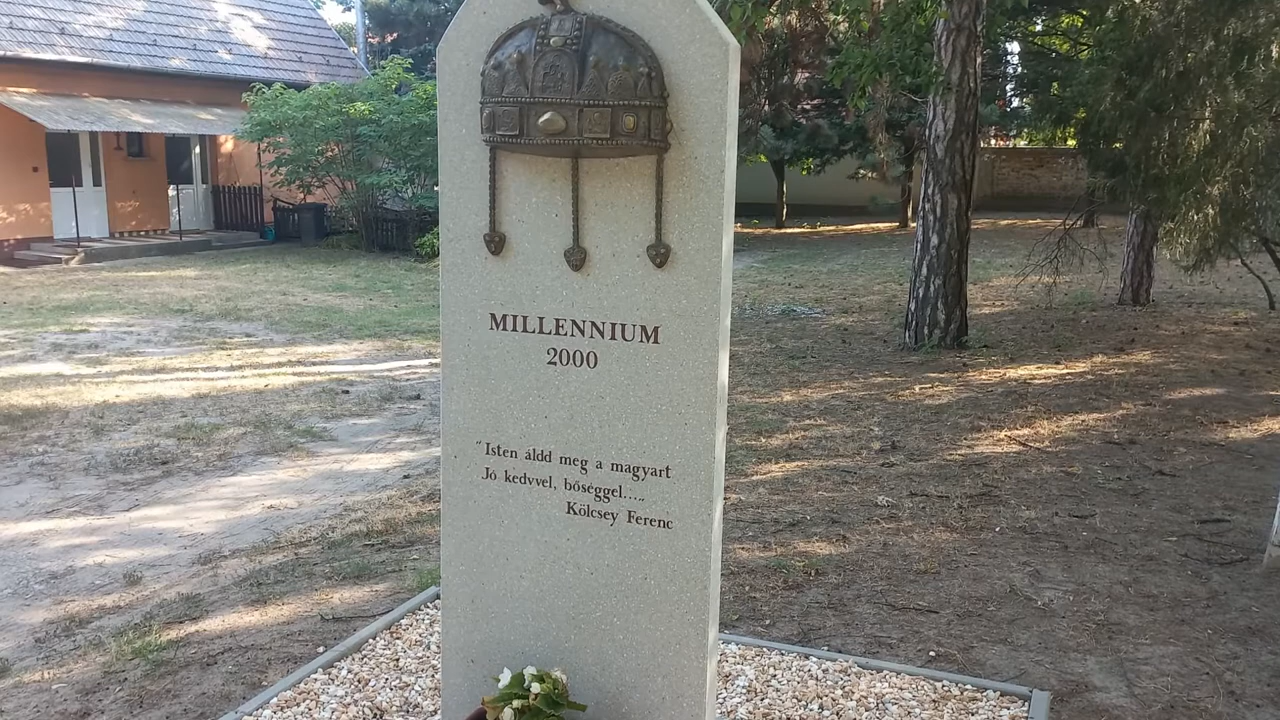 MILLENNIUM
2000
"Isten áldd meg a magyart
Jó kedvvel, bőséggel....„
Kölcsey Ferenc